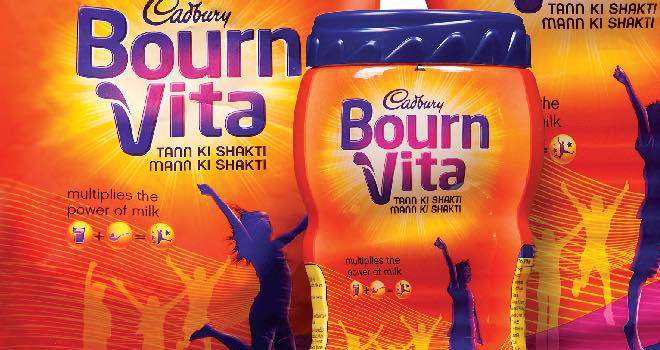 Cadbury
Bourn
Vita
TANN KI SHAKTI
MANN KI SHAKTI
multiplies the
power of milk
+ =
Cadbury
Bourn
Vita
TANN KI SHAKTI
MANN KI SHAKTI
multiplies the
power of milk
+ =
TANN KI SHAKTI
MANN KI SHAKTI
the
milk
=